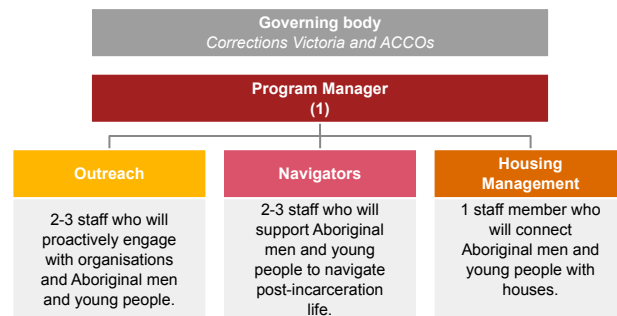 Governing body
Corrections Victoria and ACCOs
Program Manager
(1)
Outreach
2-3 staff who will
proactively engage
with organisations
and Aboriginal men
and young people.
Navigators
2-3 staff who will
support Aboriginal
men and young
people to navigate
post-incarceration
life.
Housing
Management
1 staff member who
will connect
Aboriginal men and
young people with
houses.